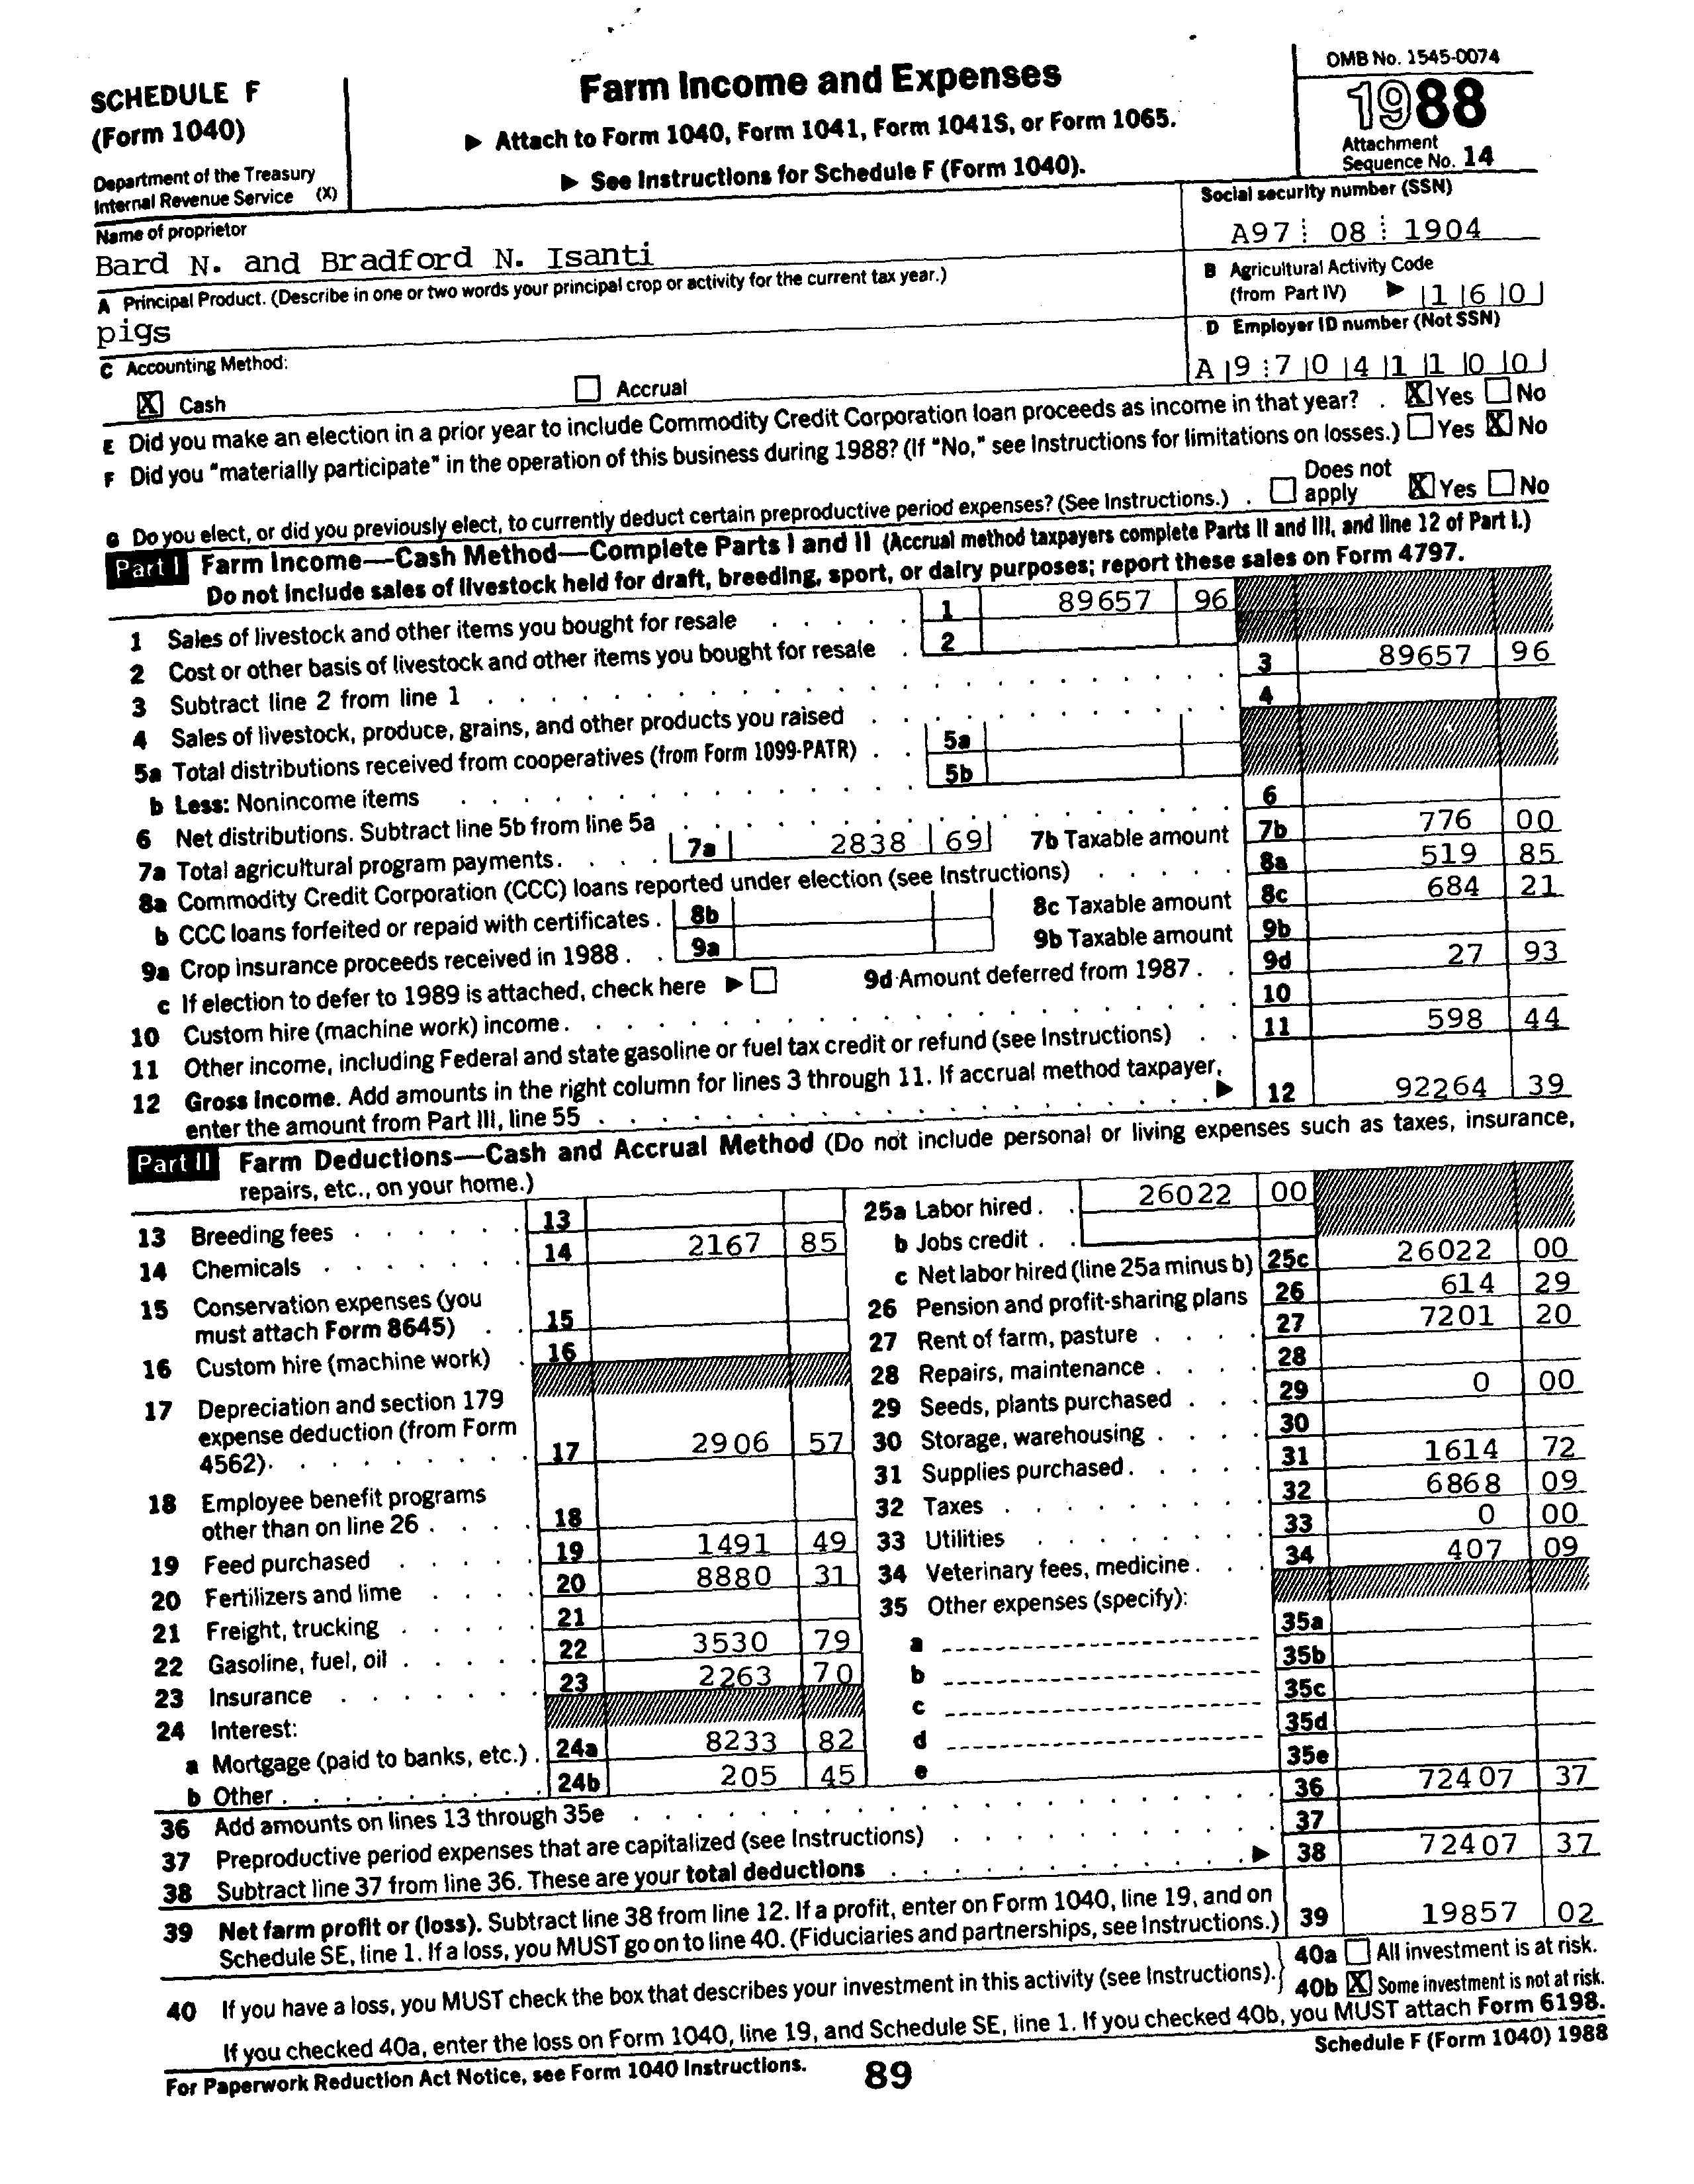 SCHEDULE F
(Form 1040)
Department of the Treasury
Internal Revenue Service (X)
Farm Income and Expenses
▶ Attach to Form 1040, Form 1041, Form 1041S, or Form 1065.
▶ See Instructions for Schedule F (Form 1040).
OMB No. 1545-0074
1988
Attachment
Sequence No. 14
Name of proprietor
Bard N. and Bradford N. Isanti
Social security number (SSN)
A97 08 1904
A Principal Product. (Describe in one or two words your principal crop or activity for the current tax year.)
pigs
B Agricultural Activity Code
(from Part IV) ▶ 1 6 0
D Employer ID number (Not SSN)
A 9 7 0 4 1 1 0 0
C Accounting Method:
X Cash Accrual
E Did you make an election in a prior year to include Commodity Credit Corporation loan proceeds as income in that year? . X Yes No
F Did you "materially participate" in the operation of this business during 1988? (If "No," see Instructions for limitations on losses.) Yes X No
G Do you elect, or did you previously elect, to currently deduct certain preproductive period expenses? (See Instructions.) . Does not apply X Yes No
Part I Farm Income—Cash Method—Complete Parts I and II (Accrual method taxpayers complete Parts II and III, and line 12 of Part I.)
Do not include sales of livestock held for draft, breeding, sport, or dairy purposes; report these sales on Form 4797.
1 Sales of livestock and other items you bought for resale 1 89657 96
2 Cost or other basis of livestock and other items you bought for resale 2
3 Subtract line 2 from line 1 3 89657 96
4 Sales of livestock, produce, grains, and other products you raised 4
5a Total distributions received from cooperatives (from Form 1099-PATR) 5a
b Less: Nonincome items 5b
6 Net distributions. Subtract line 5b from line 5a 6
7a Total agricultural program payments 7a 2838 69 7b Taxable amount 7b 776 00
8a Commodity Credit Corporation (CCC) loans reported under election (see Instructions) 8a 519 85
b CCC loans forfeited or repaid with certificates 8b 8c Taxable amount 8c 684 21
9a Crop insurance proceeds received in 1988 9a 9b Taxable amount 9b
c If election to defer to 1989 is attached, check here ▶ 9d Amount deferred from 1987 9d 27 93
10 Custom hire (machine work) income 10
11 Other income, including Federal and state gasoline or fuel tax credit or refund (see Instructions) 11 598 44
12 Gross income. Add amounts in the right column for lines 3 through 11. If accrual method taxpayer,
enter the amount from Part III, line 55 ▶ 12 92264 39
Part II Farm Deductions—Cash and Accrual Method (Do not include personal or living expenses such as taxes, insurance,
repairs, etc., on your home.)
13 Breeding fees 13
14 Chemicals 14 2167 85
15 Conservation expenses (you
must attach Form 8645) 15
16 Custom hire (machine work) 16
17 Depreciation and section 179
expense deduction (from Form
4562) 17 2906 57
18 Employee benefit programs
other than on line 26 18
19 Feed purchased 19 1491 49
20 Fertilizers and lime 20 8880 31
21 Freight, trucking 21
22 Gasoline, fuel, oil 22 3530 79
23 Insurance 23 2263 70
24 Interest:
a Mortgage (paid to banks, etc.) 24a 8233 82
b Other 24b 205 45
25a Labor hired 26022 00
b Jobs credit
c Net labor hired (line 25a minus b) 25c 26022 00
26 Pension and profit-sharing plans 26 614 29
27 Rent of farm, pasture 27 7201 20
28 Repairs, maintenance 28
29 Seeds, plants purchased 29 0 00
30 Storage, warehousing 30
31 Supplies purchased 31 1614 72
32 Taxes 32 6868 09
33 Utilities 33 0 00
34 Veterinary fees, medicine 34 407 09
35 Other expenses (specify):
a 35a
b 35b
c 35c
d 35d
e 35e
36 Add amounts on lines 13 through 35e 36 72407 37
37 Preproductive period expenses that are capitalized (see Instructions) 37
38 Subtract line 37 from line 36. These are your total deductions ▶ 38 72407 37
39 Net farm profit or (loss). Subtract line 38 from line 12. If a profit, enter on Form 1040, line 19, and on
Schedule SE, line 1. If a loss, you MUST go on to line 40. (Fiduciaries and partnerships, see Instructions.) 39 19857 02
40 If you have a loss, you MUST check the box that describes your investment in this activity (see Instructions). 40a All investment is at risk.
40b X Some investment is not at risk.
If you checked 40a, enter the loss on Form 1040, line 19, and Schedule SE, line 1. If you checked 40b, you MUST attach Form 6198.
For Paperwork Reduction Act Notice, see Form 1040 Instructions. 89 Schedule F (Form 1040) 1988